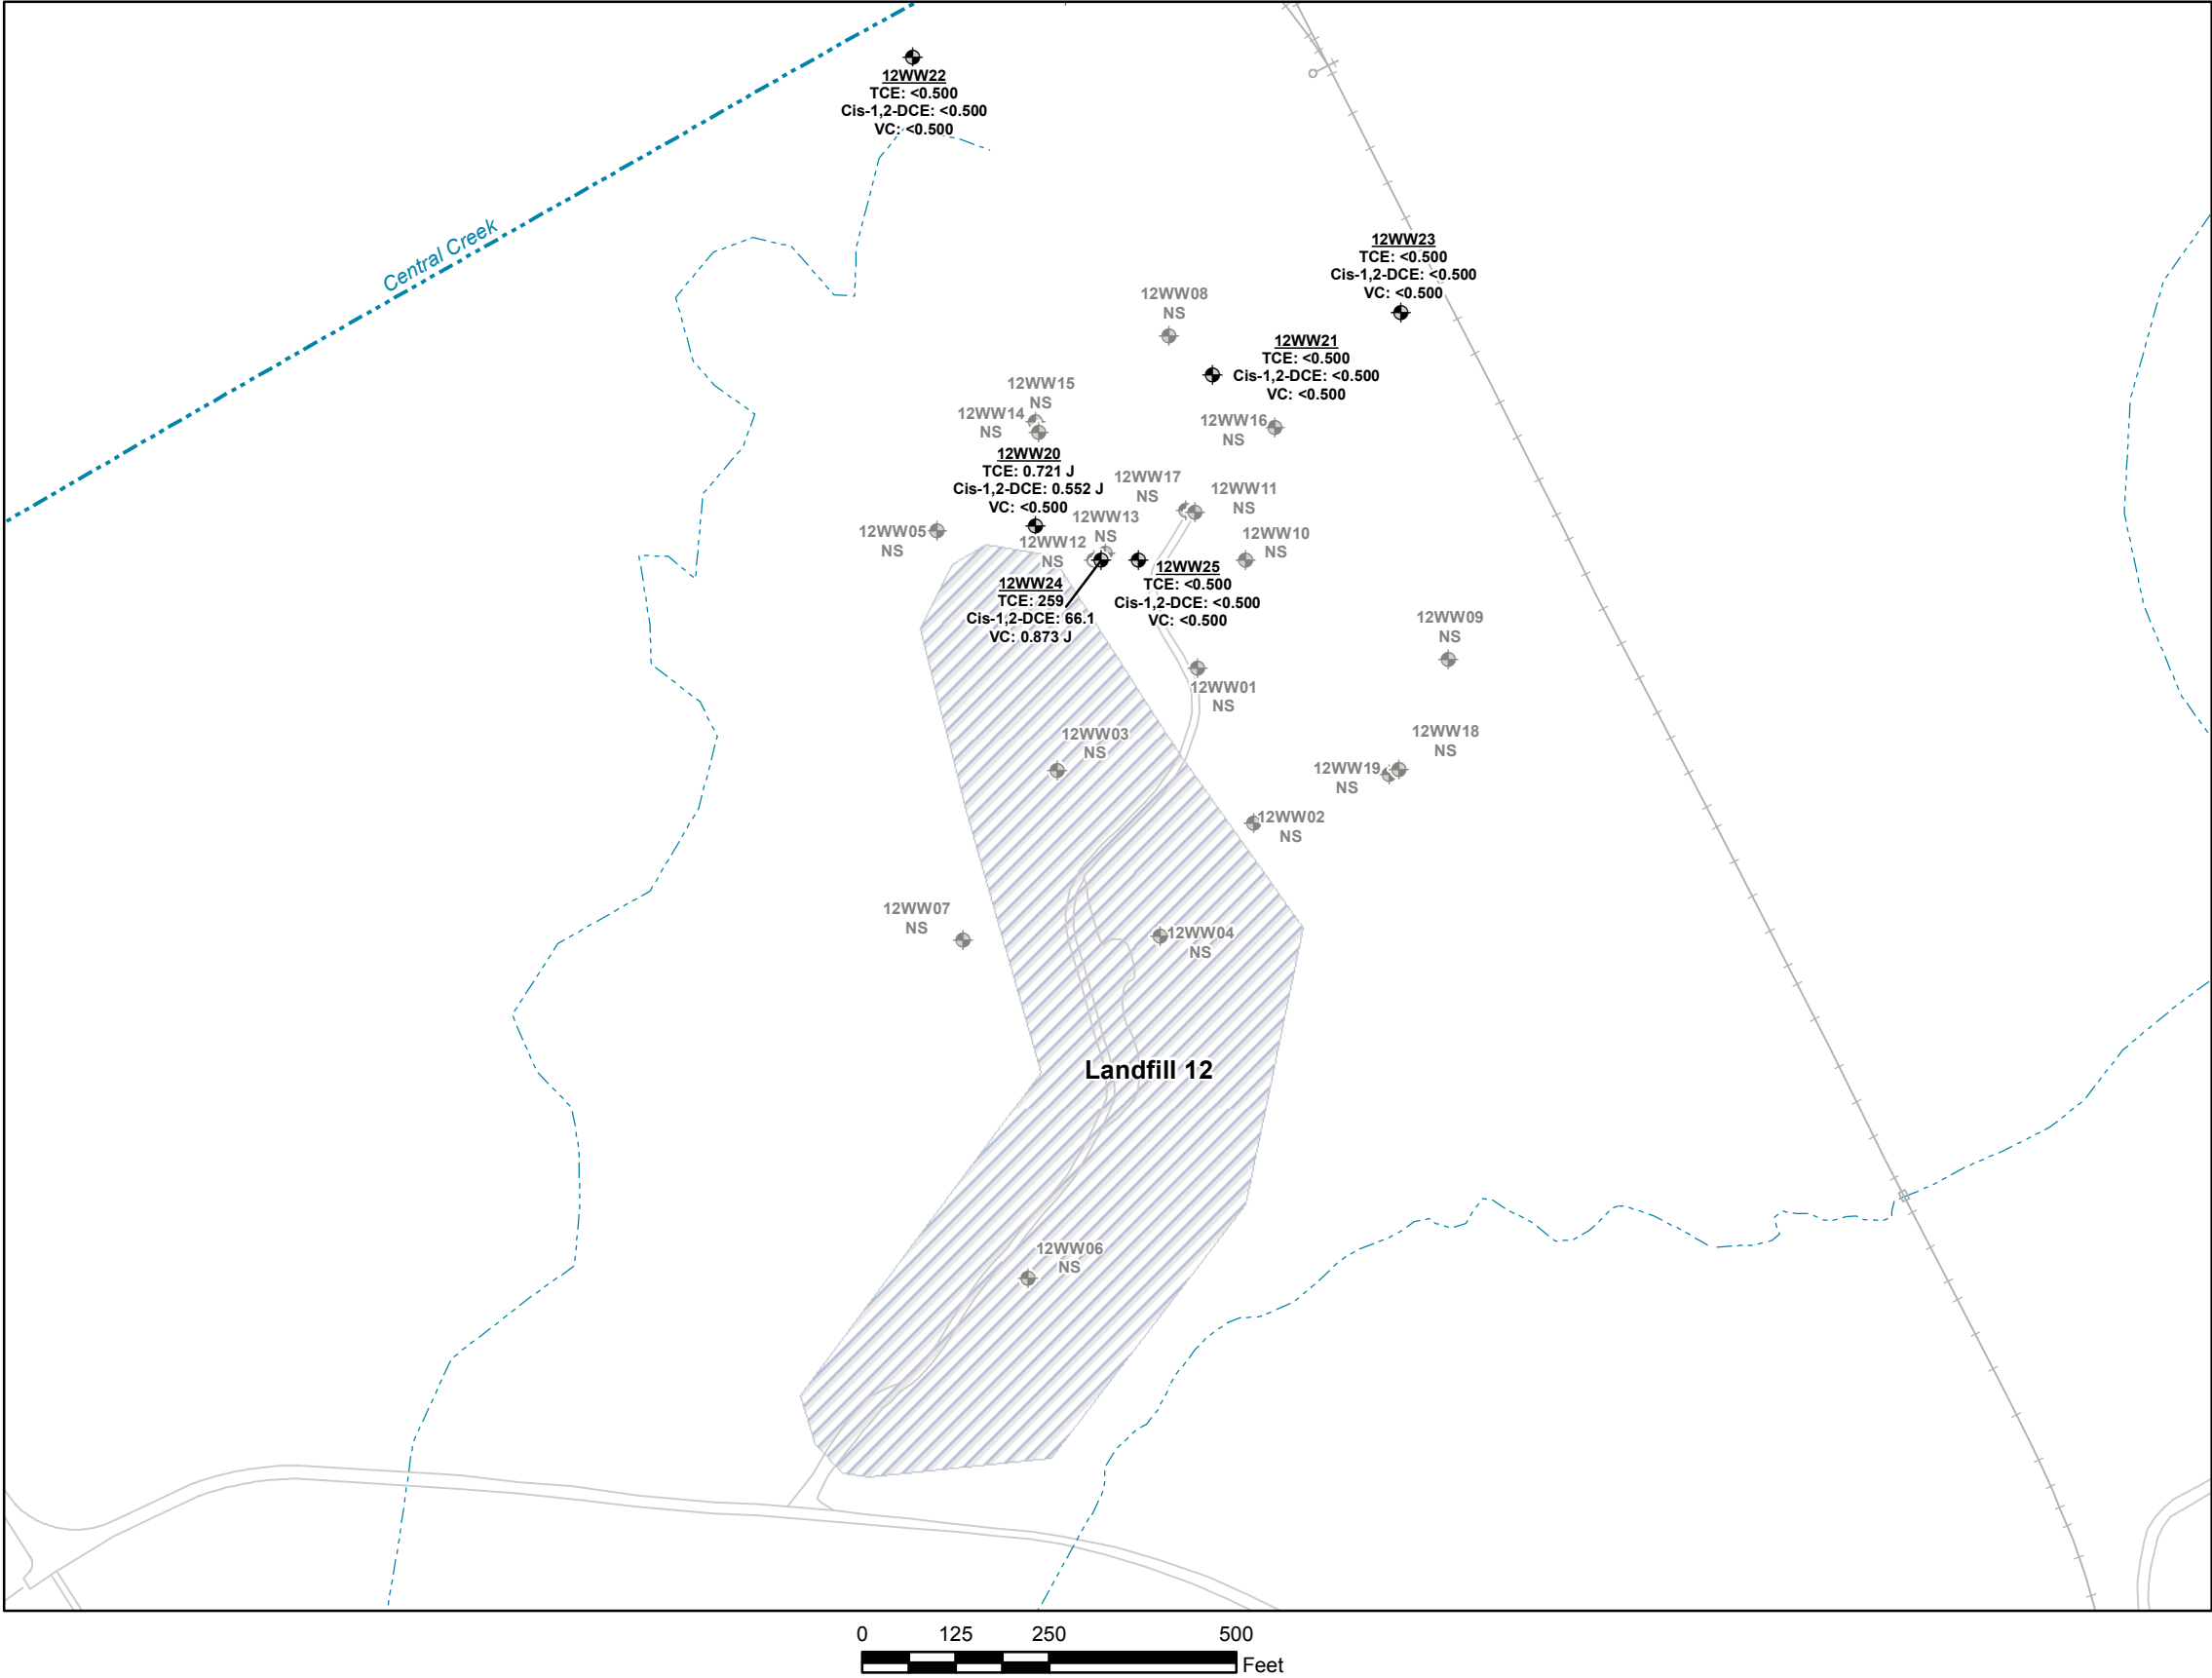 12WW22
TCE: <0.500
Cis-1,2-DCE: <0.500
VC: <0.500
Central Creek
12WW23
TCE: <0.500
Cis-1,2-DCE: <0.500
VC: <0.500
12WW08
NS
12WW21
TCE: <0.500
Cis-1,2-DCE: <0.500
VC: <0.500
12WW15
NS
12WW14
NS
12WW16
NS
12WW20
TCE: 0.721 J
Cis-1,2-DCE: 0.552 J
VC: <0.500
12WW17
NS
12WW11
NS
12WW13
NS
12WW05
NS
12WW12
NS
12WW10
NS
12WW24
TCE: 259
Cis-1,2-DCE: 66.1
VC: 0.873 J
12WW25
TCE: <0.500
Cis-1,2-DCE: <0.500
VC: <0.500
12WW09
NS
12WW01
NS
12WW03
NS
12WW18
NS
12WW19
NS
12WW02
NS
12WW07
NS
12WW04
NS
Landfill 12
12WW06
NS
0 125 250 500
Feet